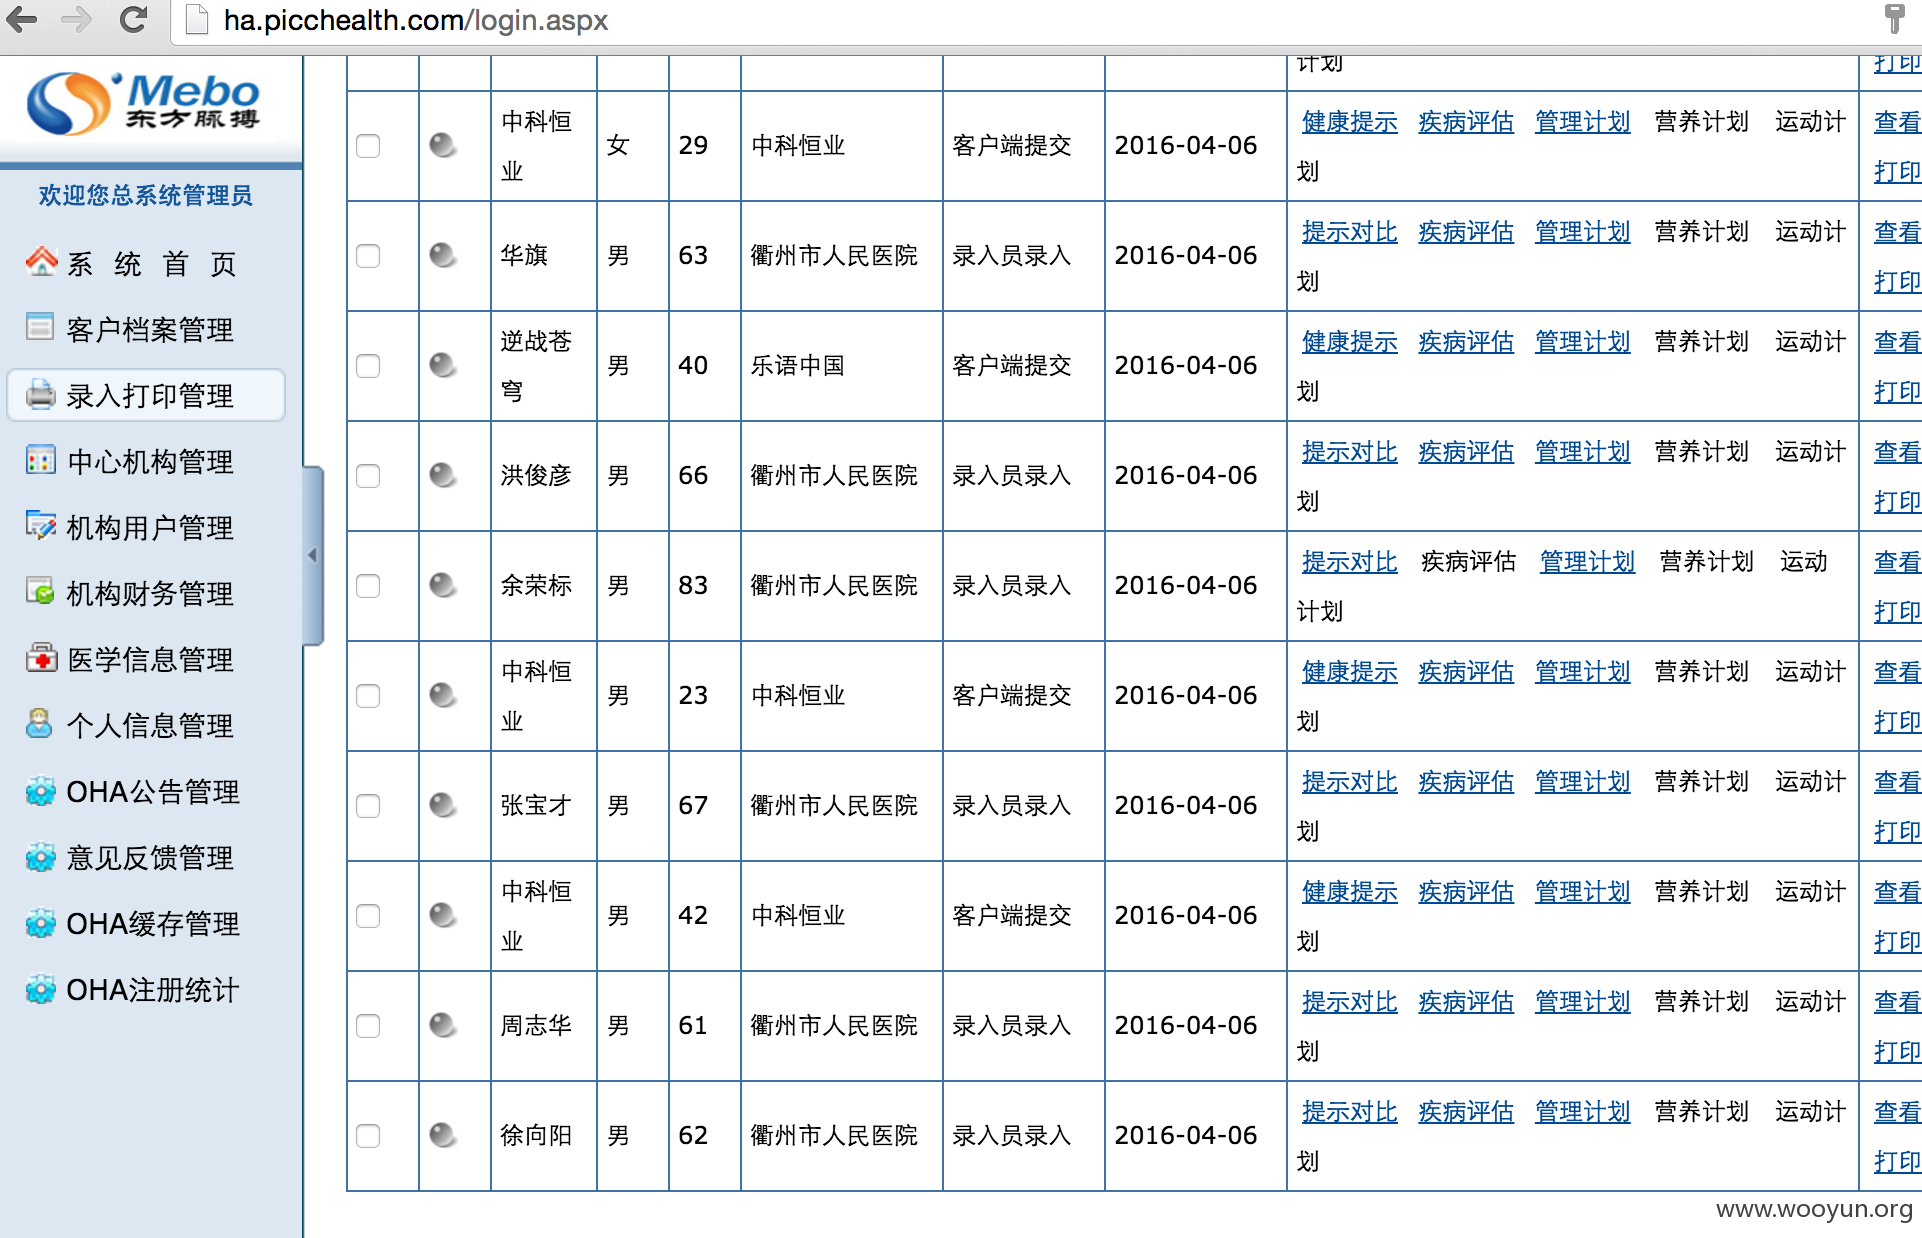 ha.picchealth.com/login.aspx
Mebo
东方脉搏
欢迎您总系统管理员
系 统 首 页
客户档案管理
录入打印管理
中心机构管理
机构用户管理
机构财务管理
医学信息管理
个人信息管理
OHA公告管理
意见反馈管理
OHA缓存管理
OHA注册统计
计划 打印
中科恒业 女 29 中科恒业 客户端提交 2016-04-06 健康提示 疾病评估 管理计划 营养计划 运动计划 查看 打印
华旗 男 63 衢州市人民医院 录入员录入 2016-04-06 提示对比 疾病评估 管理计划 营养计划 运动计划 查看 打印
逆战苍穹 男 40 乐语中国 客户端提交 2016-04-06 健康提示 疾病评估 管理计划 营养计划 运动计划 查看 打印
洪俊彦 男 66 衢州市人民医院 录入员录入 2016-04-06 提示对比 疾病评估 管理计划 营养计划 运动计划 查看 打印
余荣标 男 83 衢州市人民医院 录入员录入 2016-04-06 提示对比 疾病评估 管理计划 营养计划 运动计划 查看 打印
中科恒业 男 23 中科恒业 客户端提交 2016-04-06 健康提示 疾病评估 管理计划 营养计划 运动计划 查看 打印
张宝才 男 67 衢州市人民医院 录入员录入 2016-04-06 提示对比 疾病评估 管理计划 营养计划 运动计划 查看 打印
中科恒业 男 42 中科恒业 客户端提交 2016-04-06 健康提示 疾病评估 管理计划 营养计划 运动计划 查看 打印
周志华 男 61 衢州市人民医院 录入员录入 2016-04-06 提示对比 疾病评估 管理计划 营养计划 运动计划 查看 打印
徐向阳 男 62 衢州市人民医院 录入员录入 2016-04-06 提示对比 疾病评估 管理计划 营养计划 运动计划 查看 打印
www.wooyun.org